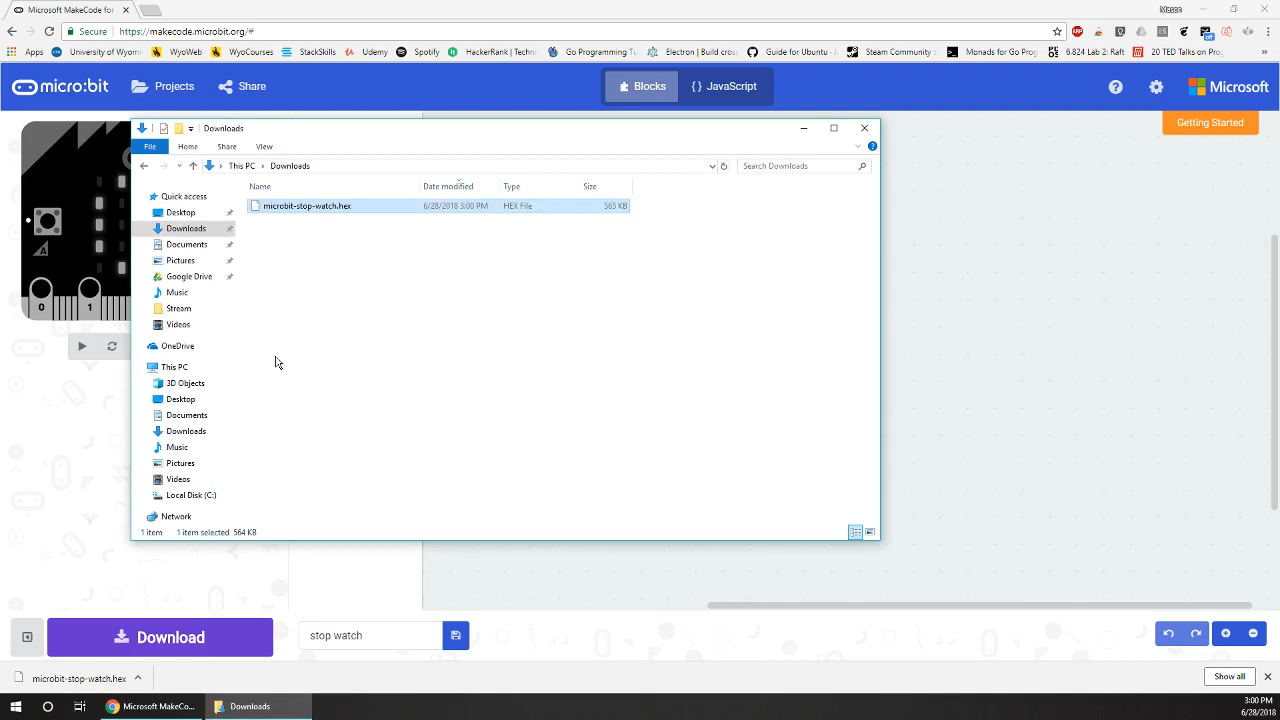 Microsoft MakeCode for
Secure
https://makecode.microbit.org/#
Apps
University of Wyomi
WyoWeb
WyoCourses
StackSkills
Udemy
Spotify
HackerRank | Techni
Go Programming Tu
Electron | Build cros
Guide for Ubuntu
Steam Community
Monads for Go Prog
6.824 Lab 2: Raft
20 TED Talks on Pro
micro:bit
Projects
Share
Blocks
{} JavaScript
Microsoft
Getting Started
Downloads
File
Home
Share
View
This PC > Downloads
Search Downloads
Name
Date modified
Type
Size
microbit-stop-watch.hex
6/28/2018 3:00 PM
HEX File
565 KB
Quick access
Desktop
Downloads
Documents
Pictures
Google Drive
Music
Stream
Videos
OneDrive
This PC
3D Objects
Desktop
Documents
Downloads
Music
Pictures
Videos
Local Disk (C:)
Network
1 item
1 item selected 564 KB
A
0
1
Download
stop watch
microbit-stop-watch.hex
Show all
Microsoft MakeCo...
Downloads
3:00 PM
6/28/2018